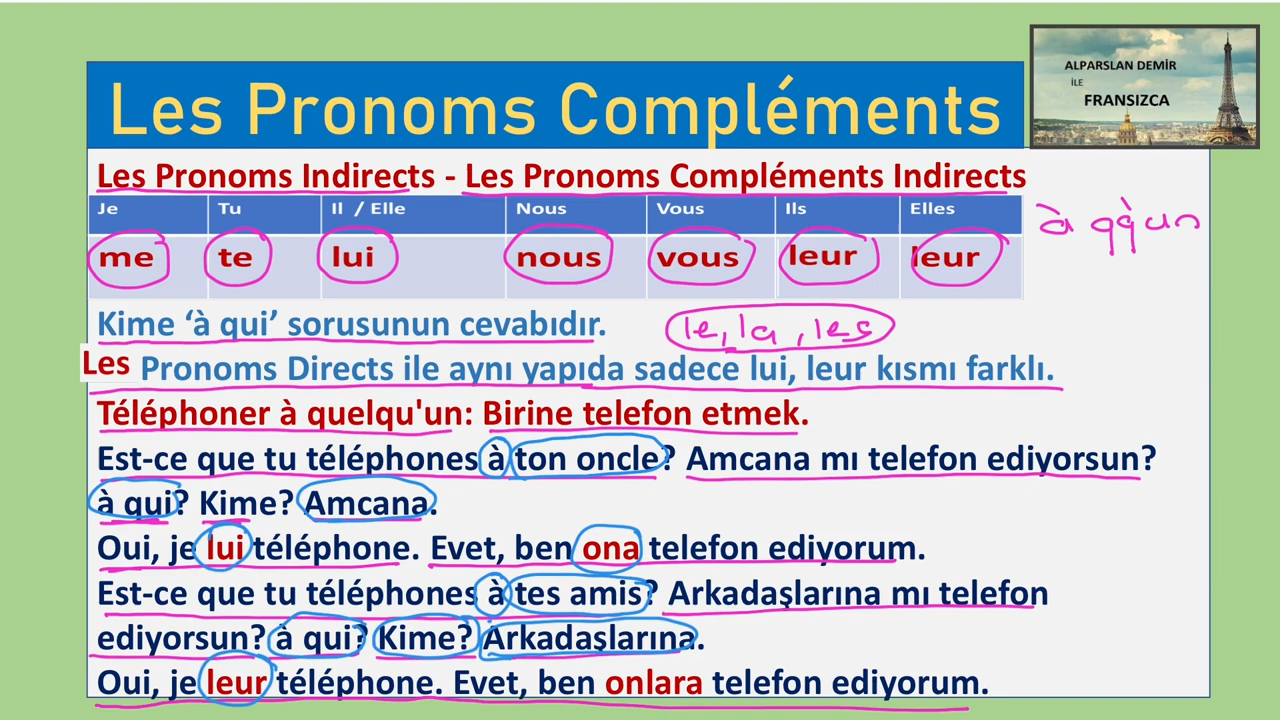 ALPARSLAN DEMİR
İLE
FRANSIZCA
Les Pronoms Compléments
Les Pronoms Indirects - Les Pronoms Compléments Indirects
Je Tu Il / Elle Nous Vous Ils Elles
me te lui nous vous leur leur
à qq'un
Kime ‘à qui’ sorusunun cevabıdır.
le, la, les
Les Pronoms Directs ile aynı yapıda sadece lui, leur kısmı farklı.
Téléphoner à quelqu'un: Birine telefon etmek.
Est-ce que tu téléphones à ton oncle? Amcana mı telefon ediyorsun?
à qui? Kime? Amcana.
Oui, je lui téléphone. Evet, ben ona telefon ediyorum.
Est-ce que tu téléphones à tes amis? Arkadaşlarına mı telefon
ediyorsun? à qui? Kime? Arkadaşlarına.
Oui, je leur téléphone. Evet, ben onlara telefon ediyorum.